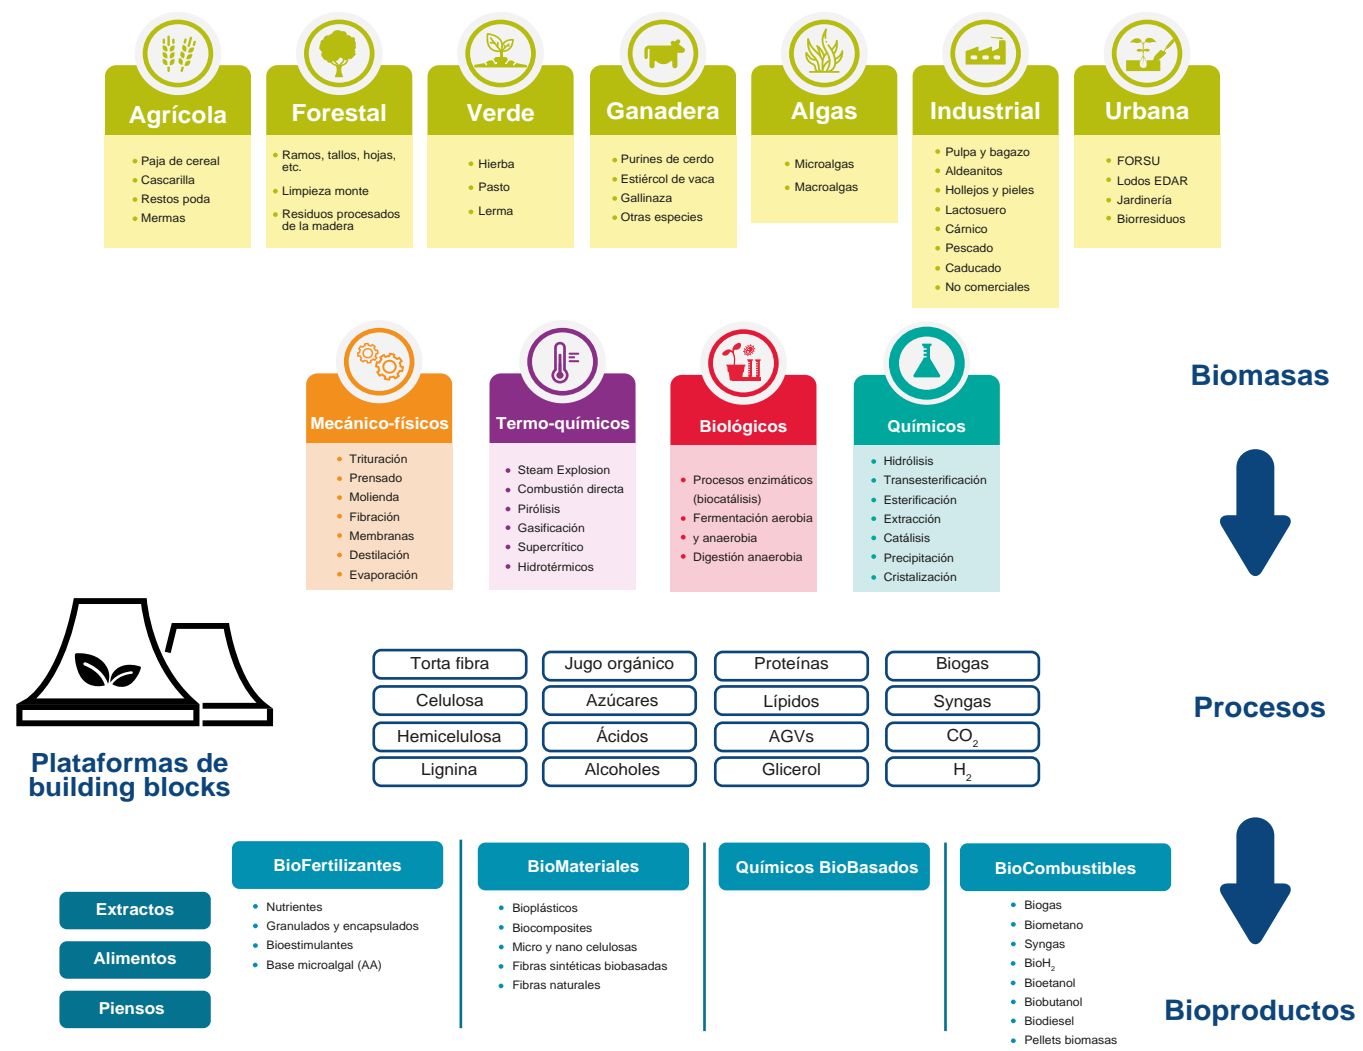 Agrícola
Paja de cereal
Cascarilla
Restos poda
Mermas
Forestal
Ramos, tallos, hojas,
etc.
Limpieza monte
Residuos procesados
de la madera
Verde
Hierba
Pasto
Lerma
Ganadera
Purines de cerdo
Estiércol de vaca
Gallinaza
Otras especies
Algas
Microalgas
Macroalgas
Industrial
Pulpa y bagazo
Aldeanitos
Hollejos y pieles
Lactosuero
Cárnico
Pescado
Caducado
No comerciales
Urbana
FORSU
Lodos EDAR
Jardinería
Biorresiduos
Biomasas
Mecánico-físicos
Trituración
Prensado
Molienda
Fibración
Membranas
Destilación
Evaporación
Termo-químicos
Steam Explosion
Combustión directa
Pirólisis
Gasificación
Supercrítico
Hidrotérmicos
Biológicos
Procesos enzimáticos
(biocatálisis)
Fermentación aerobia
y anaerobia
Digestión anaerobia
Químicos
Hidrólisis
Transesterificación
Esterificación
Extracción
Catálisis
Precipitación
Cristalización
Procesos
Plataformas de
building blocks
Torta fibra
Celulosa
Hemicelulosa
Lignina
Jugo orgánico
Azúcares
Ácidos
Alcoholes
Proteínas
Lípidos
AGVs
Glicerol
Biogas
Syngas
CO₂
H₂
Extractos
Alimentos
Piensos
BioFertilizantes
Nutrientes
Granulados y encapsulados
Bioestimulantes
Base microalgal (AA)
BioMateriales
Bioplásticos
Biocomposites
Micro y nano celulosas
Fibras sintéticas biobasadas
Fibras naturales
Químicos BioBasados
BioCombustibles
Biogas
Biometano
Syngas
BioH₂
Bioetanol
Biobutanol
Biodiesel
Pellets biomasas
Bioproductos